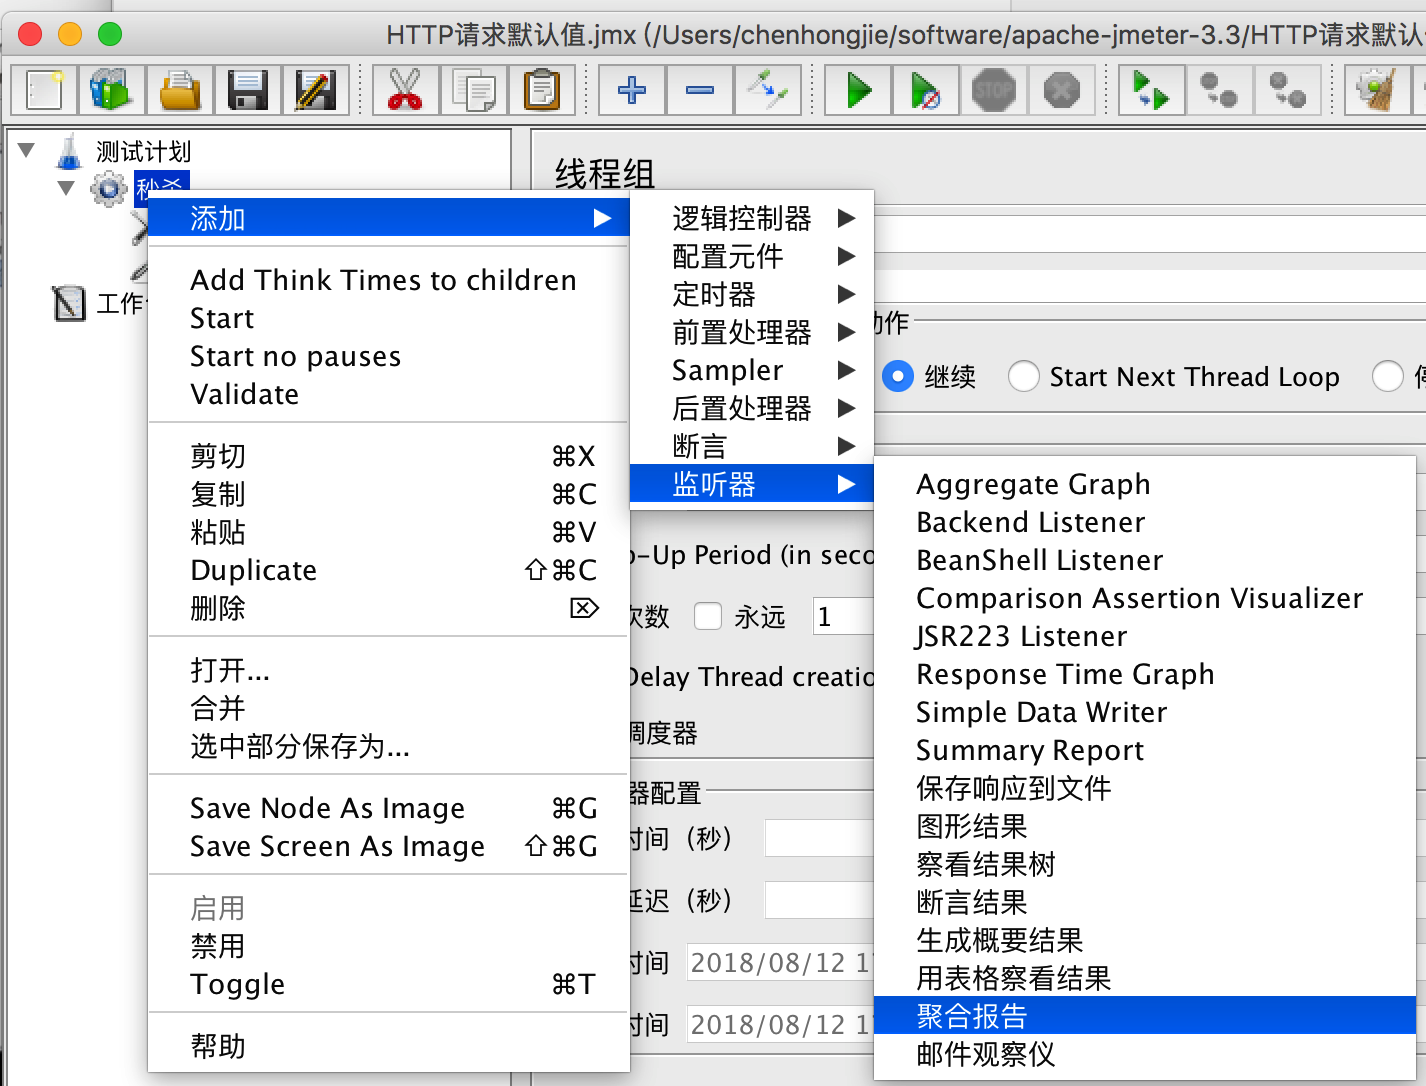 HTTP请求默认值.jmx (/Users/chenhongjie/software/apache-jmeter-3.3/HTTP请求默认
STOP
测试计划
秒杀
工作
线程组
添加
Add Think Times to children
Start
Start no pauses
Validate
剪切 ⌘X
复制 ⌘C
粘贴 ⌘V
Duplicate ⇧⌘C
删除 ⌦
打开...
合并
选中部分保存为...
Save Node As Image ⌘G
Save Screen As Image ⇧⌘G
启用
禁用
Toggle ⌘T
帮助
逻辑控制器
配置元件
定时器
前置处理器
Sampler
后置处理器
断言
监听器
动作
继续 Start Next Thread Loop
-Up Period (in seco
次数 永远 1
Delay Thread creatio
调度器
器配置
时间（秒）
延迟（秒）
时间 2018/08/12 1
时间 2018/08/12 1
Aggregate Graph
Backend Listener
BeanShell Listener
Comparison Assertion Visualizer
JSR223 Listener
Response Time Graph
Simple Data Writer
Summary Report
保存响应到文件
图形结果
察看结果树
断言结果
生成概要结果
用表格察看结果
聚合报告
邮件观察仪